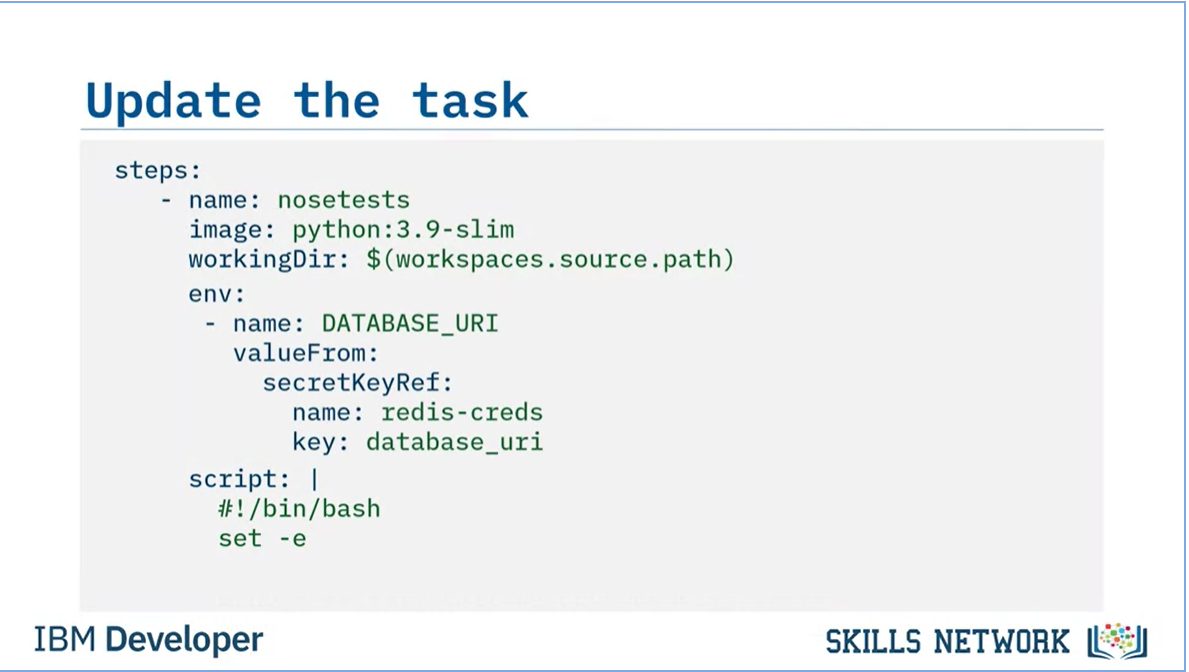 Update the task
steps:
- name: nosetests
image: python:3.9-slim
workingDir: $(workspaces.source.path)
env:
- name: DATABASE_URI
valueFrom:
secretKeyRef:
name: redis-creds
key: database_uri
script: |
#!/bin/bash
set -e
IBM Developer
SKILLS NETWORK